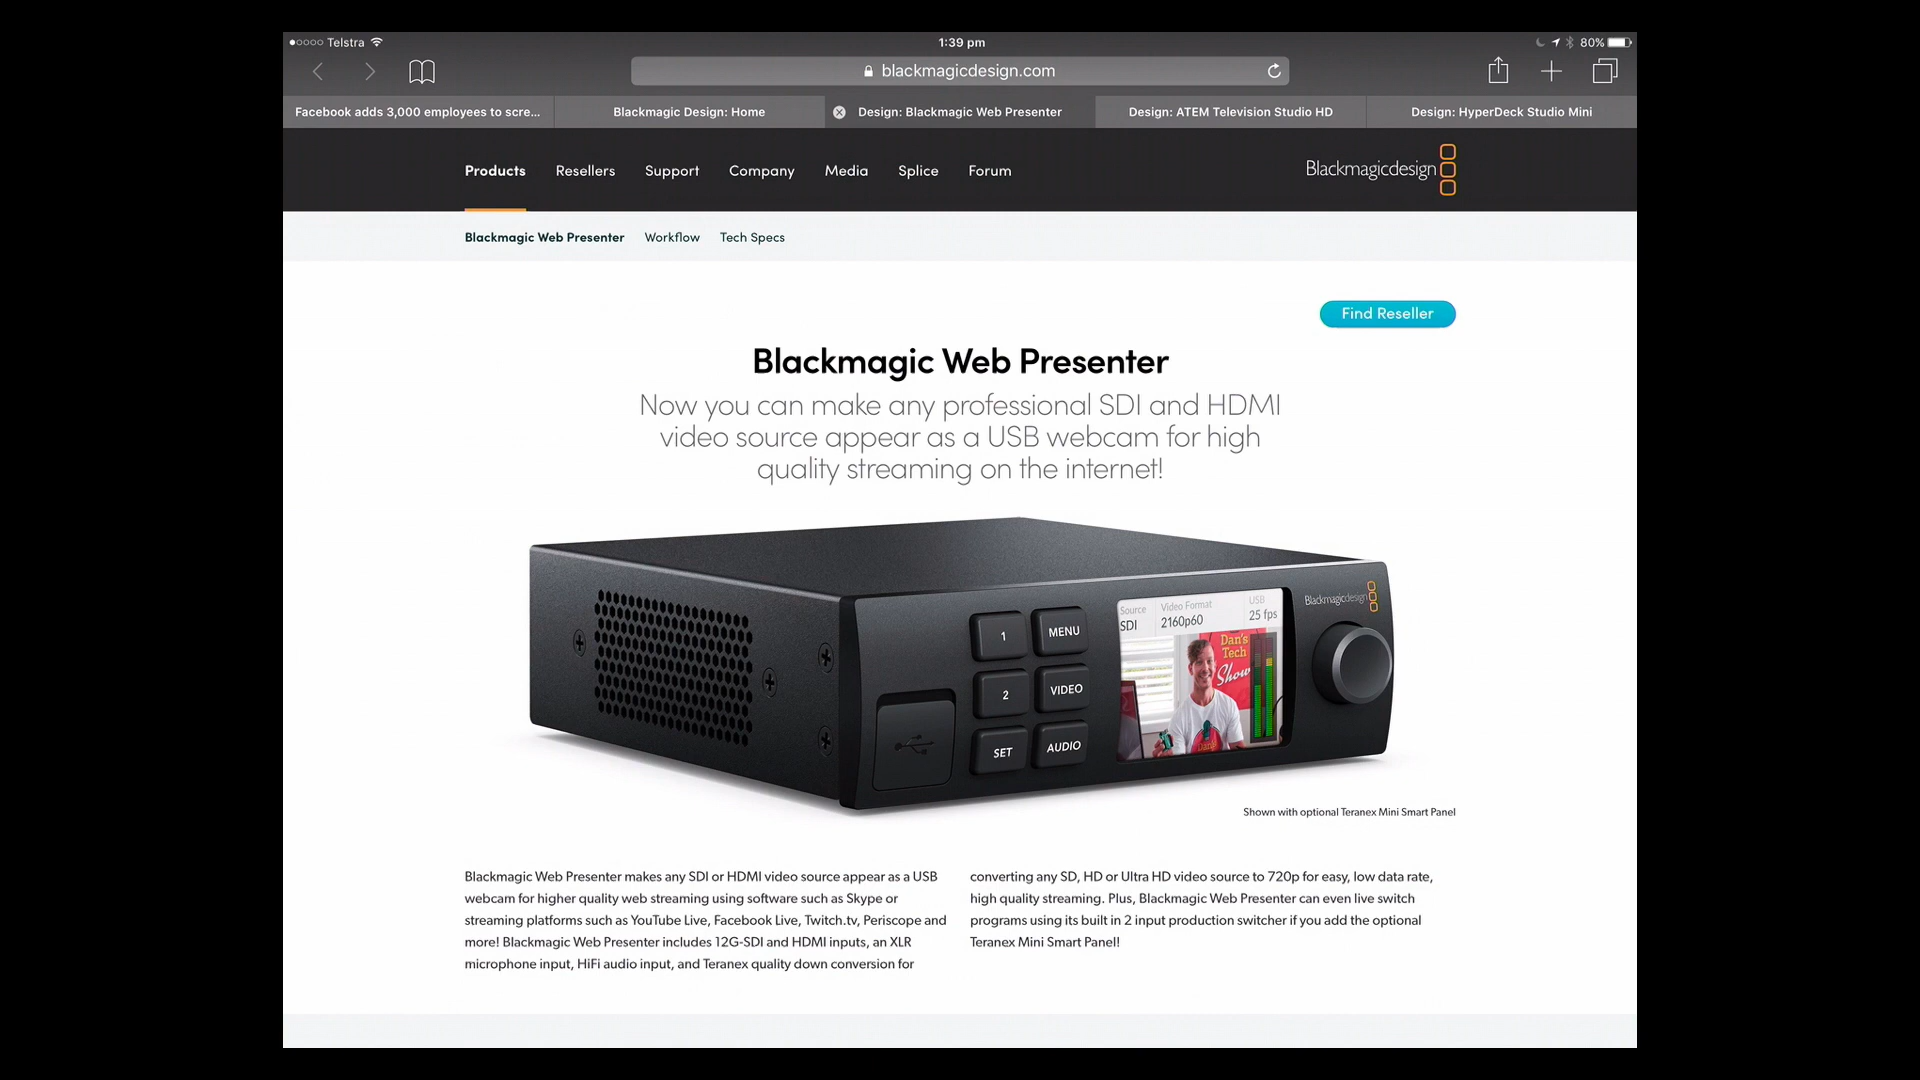 Telstra
1:39 pm
80%
blackmagicdesign.com
Facebook adds 3,000 employees to scre...
Blackmagic Design: Home
Design: Blackmagic Web Presenter
Design: ATEM Television Studio HD
Design: HyperDeck Studio Mini
Products Resellers Support Company Media Splice Forum
Blackmagicdesign
Blackmagic Web Presenter Workflow Tech Specs
Find Reseller
Blackmagic Web Presenter
Now you can make any professional SDI and HDMI
video source appear as a USB webcam for high
quality streaming on the internet!
1 MENU
2 VIDEO
SET AUDIO
Source Video Format USB
SDI 2160p60 25 fps
Dan's
Tech
Show
Blackmagicdesign
Shown with optional Teranex Mini Smart Panel
Blackmagic Web Presenter makes any SDI or HDMI video source appear as a USB
webcam for higher quality web streaming using software such as Skype or
streaming platforms such as YouTube Live, Facebook Live, Twitch.tv, Periscope and
more! Blackmagic Web Presenter includes 12G-SDI and HDMI inputs, an XLR
microphone input, HiFi audio input, and Teranex quality down conversion for
converting any SD, HD or Ultra HD video source to 720p for easy, low data rate,
high quality streaming. Plus, Blackmagic Web Presenter can even live switch
programs using its built in 2 input production switcher if you add the optional
Teranex Mini Smart Panel!